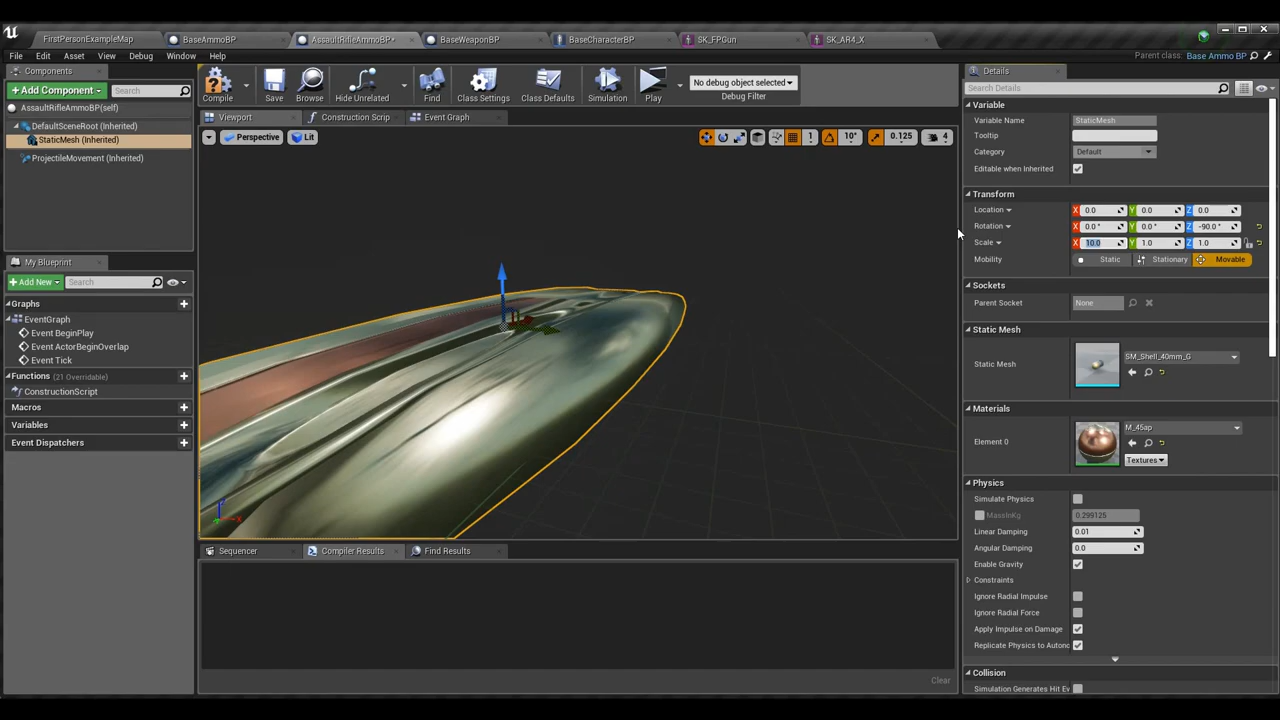 FirstPersonExampleMap
BaseAmmoBP
AssaultRifleAmmoBP*
BaseWeaponBP
BaseCharacterBP
SK_FPGun
SK_AR4_X
File Edit Asset View Debug Window Help
Parent class: Base Ammo BP
Components
Add Component
Search
AssaultRifleAmmoBP(self)
DefaultSceneRoot (Inherited)
StaticMesh (Inherited)
ProjectileMovement (Inherited)
My Blueprint
Add New
Search
Graphs
EventGraph
Event BeginPlay
Event ActorBeginOverlap
Event Tick
Functions (21 Overridable)
ConstructionScript
Macros
Variables
Event Dispatchers
Compile
Save
Browse
Hide Unrelated
Find
Class Settings
Class Defaults
Simulation
Play
No debug object selected
Debug Filter
Viewport
Construction Scrip
Event Graph
Perspective
Lit
1
10°
0.125
4
Sequencer
Compiler Results
Find Results
Clear
Details
Search Details
Variable
Variable Name StaticMesh
Tooltip
Category Default
Editable when Inherited
Transform
Location X 0.0 Y 0.0 Z 0.0
Rotation X 0.0 ° Y 0.0 ° Z -90.0 °
Scale X 10.0 Y 1.0 Z 1.0
Mobility Static Stationary Movable
Sockets
Parent Socket None
Static Mesh
Static Mesh SM_Shell_40mm_G
Materials
Element 0 M_45ap
Textures
Physics
Simulate Physics
MassInKg 0.299125
Linear Damping 0.01
Angular Damping 0.0
Enable Gravity
Constraints
Ignore Radial Impulse
Ignore Radial Force
Apply Impulse on Damage
Replicate Physics to Autono
Collision
Simulation Generates Hit Ev